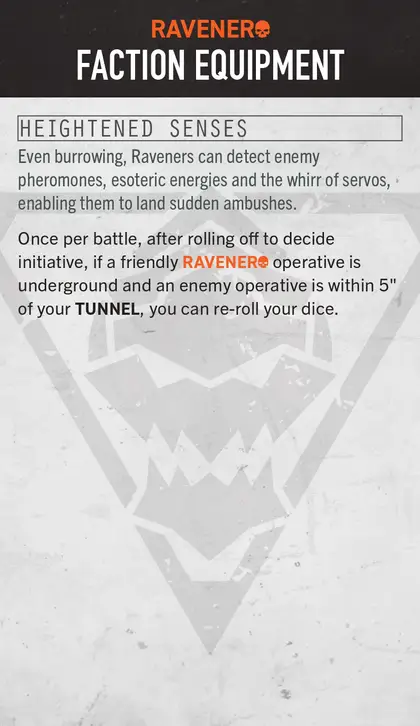 RAVENER
FACTION EQUIPMENT
HEIGHTENED SENSES
Even burrowing, Raveners can detect enemy
pheromones, esoteric energies and the whirr of servos,
enabling them to land sudden ambushes.
Once per battle, after rolling off to decide
initiative, if a friendly RAVENER operative is
underground and an enemy operative is within 5"
of your TUNNEL, you can re-roll your dice.